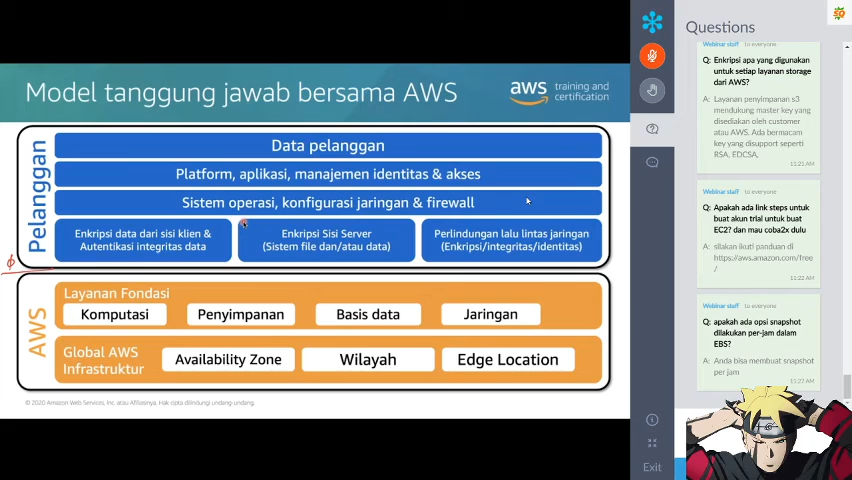 Model tanggung jawab bersama AWS
aws training and
certification
Pelanggan
Data pelanggan
Platform, aplikasi, manajemen identitas & akses
Sistem operasi, konfigurasi jaringan & firewall
Enkripsi data dari sisi klien &
Autentikasi integritas data
Enkripsi Sisi Server
(Sistem file dan/atau data)
Perlindungan lalu lintas jaringan
(Enkripsi/integritas/identitas)
AWS
Layanan Fondasi
Komputasi
Penyimpanan
Basis data
Jaringan
Global AWS
Infrastruktur
Availability Zone
Wilayah
Edge Location
© 2020 Amazon Web Services, Inc. atau Afiliasinya. Hak cipta dilindungi undang-undang.
Exit
Questions
Webinar staff to everyone
Q: Enkripsi apa yang digunakan
untuk setiap layanan storage
dari AWS?
A: Layanan penyimpanan s3
mendukung master key yang
disediakan oleh customer
atau AWS. Ada bermacam
key yang disupport seperti
RSA, EDCSA,
11:21 AM
Webinar staff to everyone
Q: Apakah ada link steps untuk
buat akun trial untuk buat
EC2? dan mau coba2x dulu
A: silakan ikuti panduan di
https://aws.amazon.com/free
/
11:22 AM
Webinar staff to everyone
Q: apakah ada opsi snapshot
dilakukan per-jam dalam
EBS?
A: Anda bisa membuat snapshot
per jam
11:27 AM